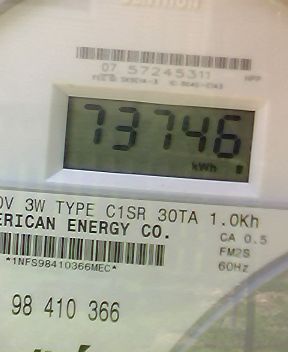 07 57245311
73746
kWh
0V 3W TYPE C1SR 30TA 1.0Kh
ERICAN ENERGY CO.
CA 0.5
FM2S
60Hz
*1NFS98410366MEC*
98 410 366